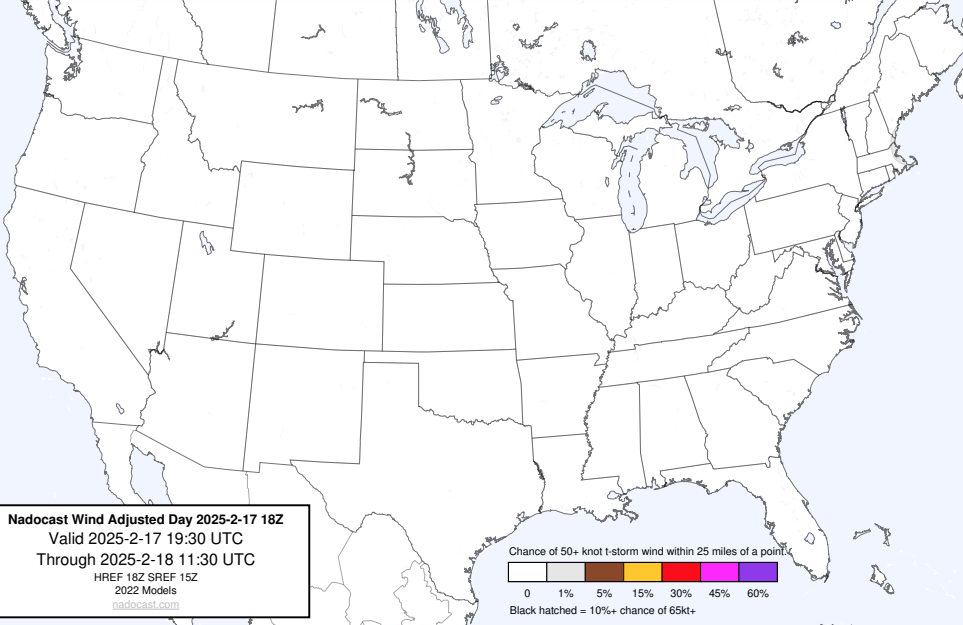 Nadocast Wind Adjusted Day 2025-2-17 18Z
Valid 2025-2-17 19:30 UTC
Through 2025-2-18 11:30 UTC
HREF 18Z SREF 15Z
2022 Models
nadocast.com
Chance of 50+ knot t-storm wind within 25 miles of a point.
0 1% 5% 15% 30% 45% 60%
Black hatched = 10%+ chance of 65kt+